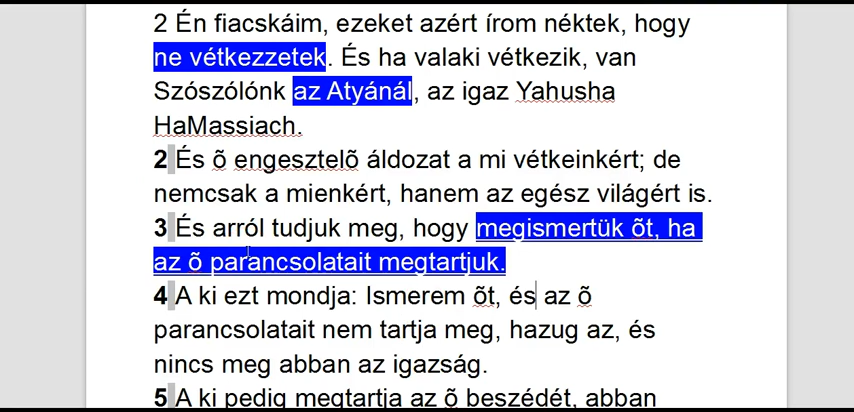 2 Én fiacskáim, ezeket azért írom néktek, hogy
ne vétkezzetek. És ha valaki vétkezik, van
Szószólónk az Atyánál, az igaz Yahusha
HaMassiach.
2 És õ engesztelõ áldozat a mi vétkeinkért; de
nemcsak a mienkért, hanem az egész világért is.
3 És arról tudjuk meg, hogy megismertük õt, ha
az õ parancsolatait megtartjuk.
4 A ki ezt mondja: Ismerem õt, és az õ
parancsolatait nem tartja meg, hazug az, és
nincs meg abban az igazság.
5 A ki pedig megtartja az õ beszédét, abban